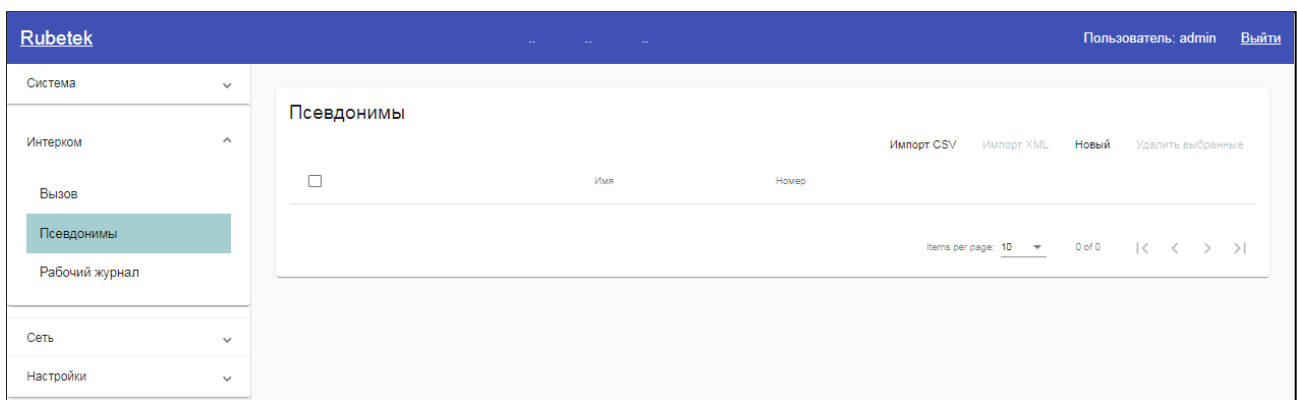 Rubetek
.. .. ..
Пользователь: admin Выйти
Система
Интерком
Вызов
Псевдонимы
Рабочий журнал
Сеть
Настройки
Псевдонимы
Импорт CSV Импорт XML Новый Удалить выбранные
Имя Номер
Items per page: 10 0 of 0